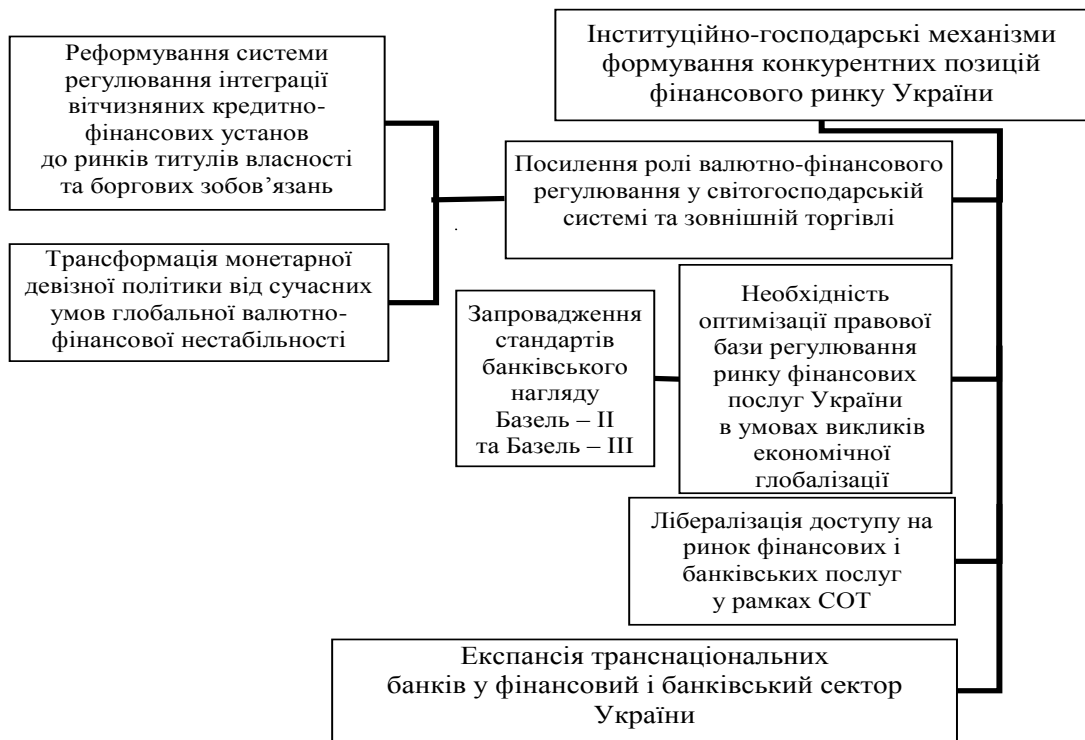 Реформування системи
регулювання інтеграції
вітчизняних кредитно-
фінансових установ
до ринків титулів власності
та боргових зобов’язань
Інституційно-господарські механізми
формування конкурентних позицій
фінансового ринку України
Посилення ролі валютно-фінансового
регулювання у світогосподарській
системі та зовнішній торгівлі
Трансформація монетарної
девізної політики від сучасних
умов глобальної валютно-
фінансової нестабільності
Запровадження
стандартів
банківського
нагляду
Базель – II
та Базель – III
Необхідність
оптимізації правової
бази регулювання
ринку фінансових
послуг України
в умовах викликів
економічної
глобалізації
Лібералізація доступу на
ринок фінансових і
банківських послуг
у рамках СОТ
Експансія транснаціональних
банків у фінансовий і банківський сектор
України